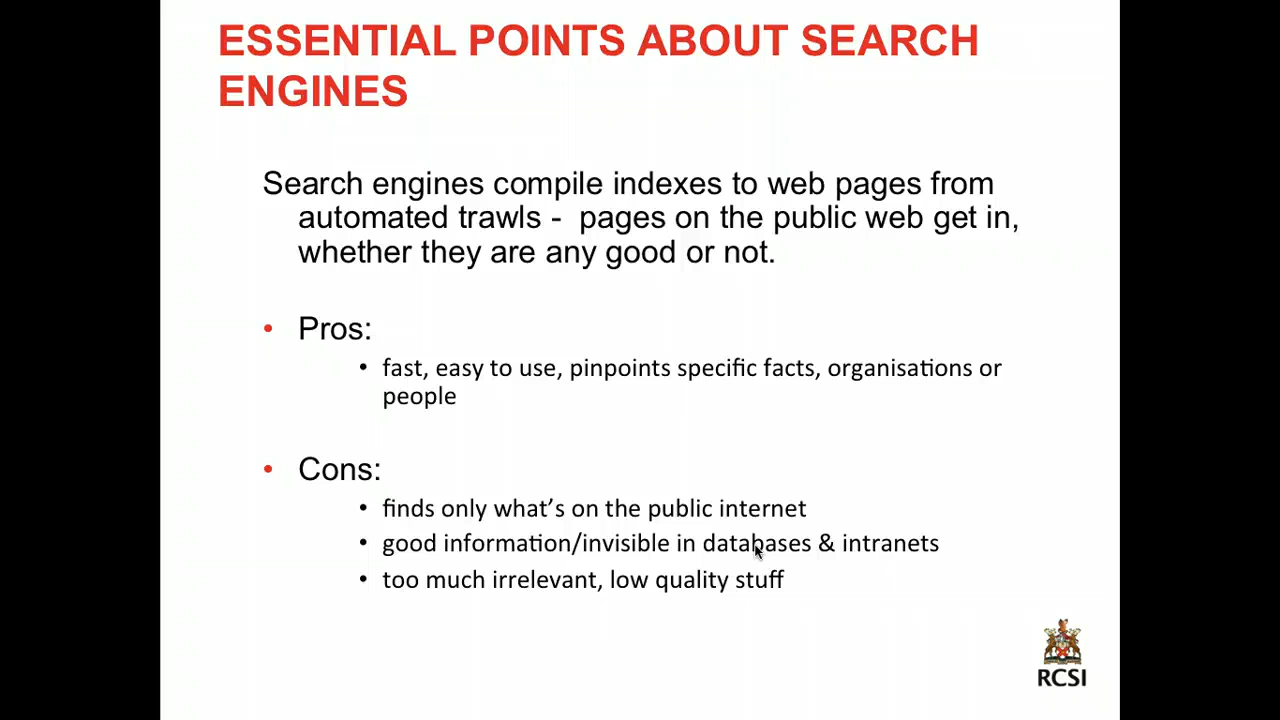 ESSENTIAL POINTS ABOUT SEARCH
ENGINES
Search engines compile indexes to web pages from
automated trawls -  pages on the public web get in,
whether they are any good or not.
• Pros:
• fast, easy to use, pinpoints specific facts, organisations or
people
• Cons:
• finds only what’s on the public internet
• good information/invisible in databases & intranets
• too much irrelevant, low quality stuff
RCSI